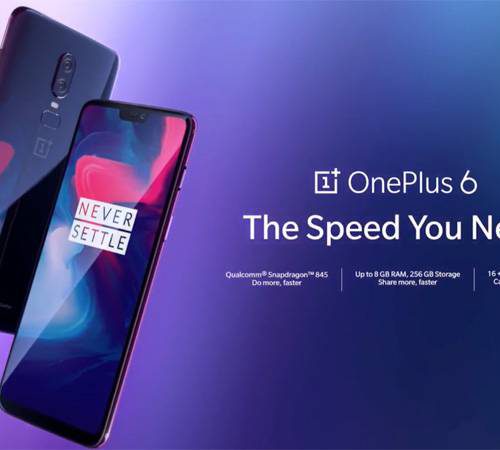 NEVER
SETTLE
OnePlus 6
The Speed You Ne
Qualcomm® Snapdragon™ 845
Do more, faster
Up to 8 GB RAM, 256 GB Storage
Share more, faster
16 +
Ca